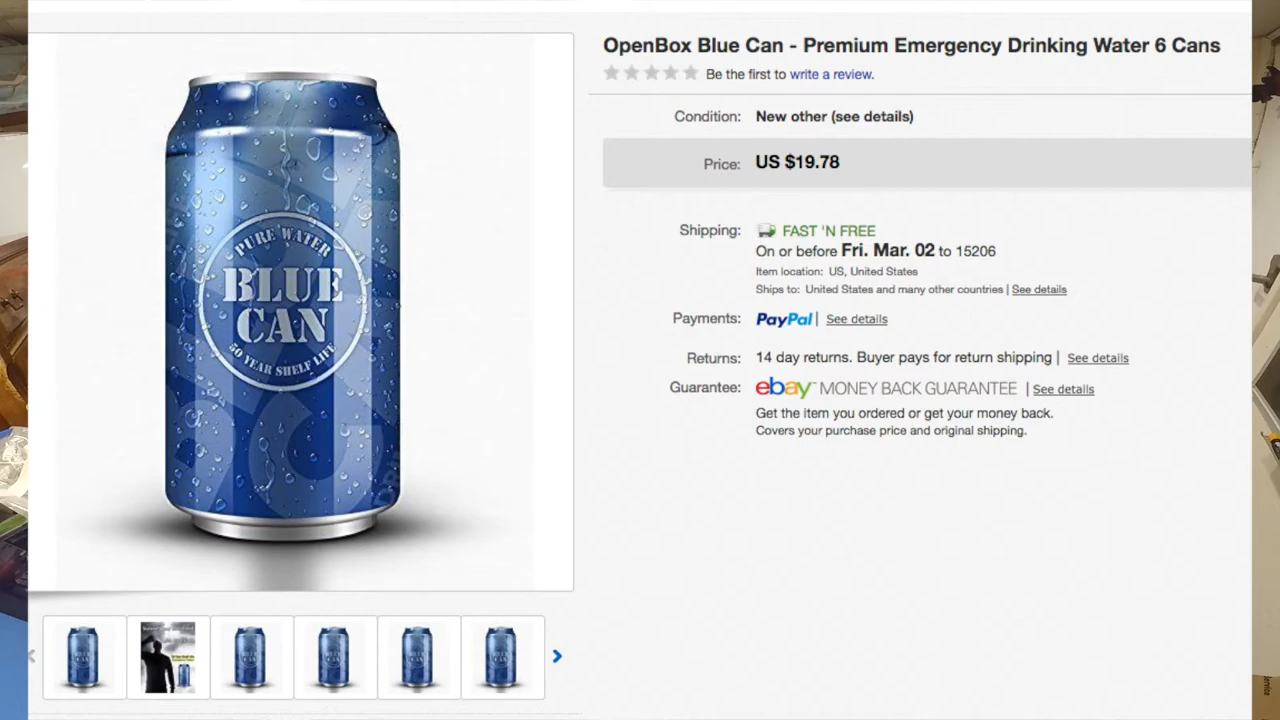 OpenBox Blue Can - Premium Emergency Drinking Water 6 Cans
Be the first to write a review.
Condition: New other (see details)
Price: US $19.78
Shipping: FAST 'N FREE
On or before Fri. Mar. 02 to 15206
Item location: US, United States
Ships to: United States and many other countries | See details
Payments: PayPal | See details
Returns: 14 day returns. Buyer pays for return shipping | See details
Guarantee: ebay MONEY BACK GUARANTEE | See details
Get the item you ordered or get your money back.
Covers your purchase price and original shipping.
PURE WATER
BLUE
CAN
50 YEAR SHELF LIFE